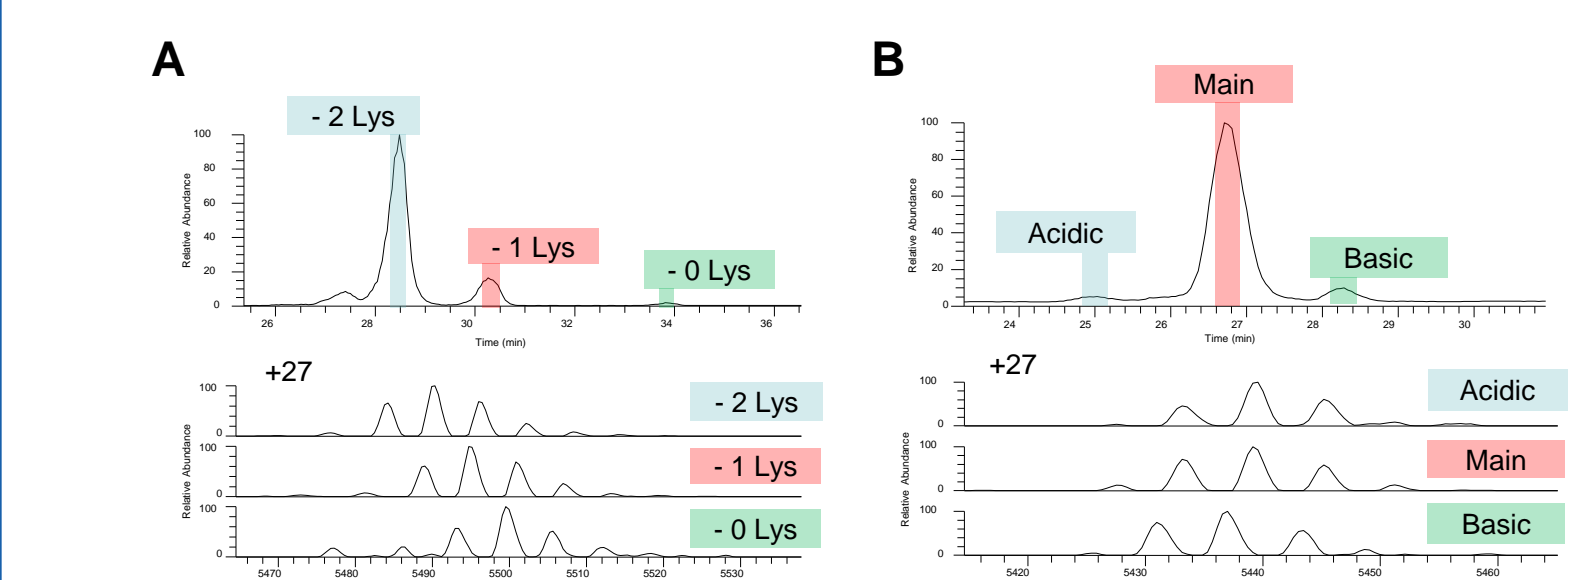 A
- 2 Lys
- 1 Lys
- 0 Lys
Relative Abundance
100
80
60
40
20
0
26 28 30 32 34 36
Time (min)
+27
Relative Abundance
100
0
- 2 Lys
100
0
- 1 Lys
100
0
- 0 Lys
5470 5480 5490 5500 5510 5520 5530
B
Main
Acidic
Basic
Relative Abundance
100
80
60
40
20
0
24 25 26 27 28 29 30
Time (min)
+27
Relative Abundance
100
0
Acidic
100
0
Main
100
0
Basic
5420 5430 5440 5450 5460